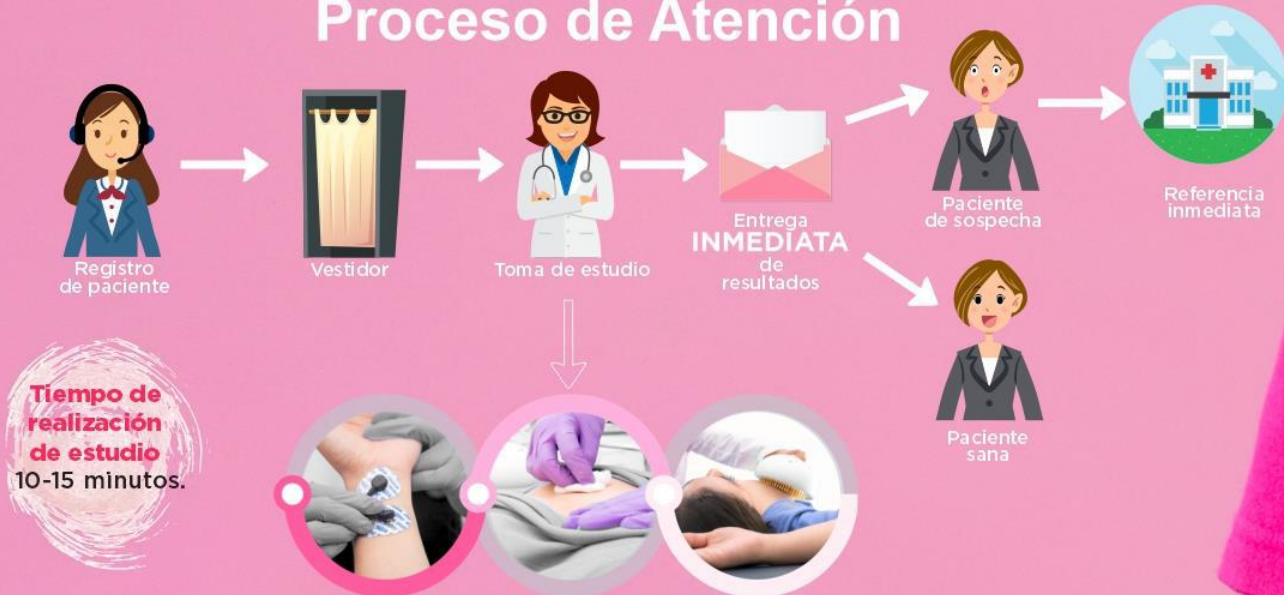 Proceso de Atención
Registro
de paciente
Vestidor
Toma de estudio
Entrega
INMEDIATA
de
resultados
Paciente
de sospecha
Referencia
inmediata
Paciente
sana
Tiempo de
realización
de estudio
10-15 minutos.